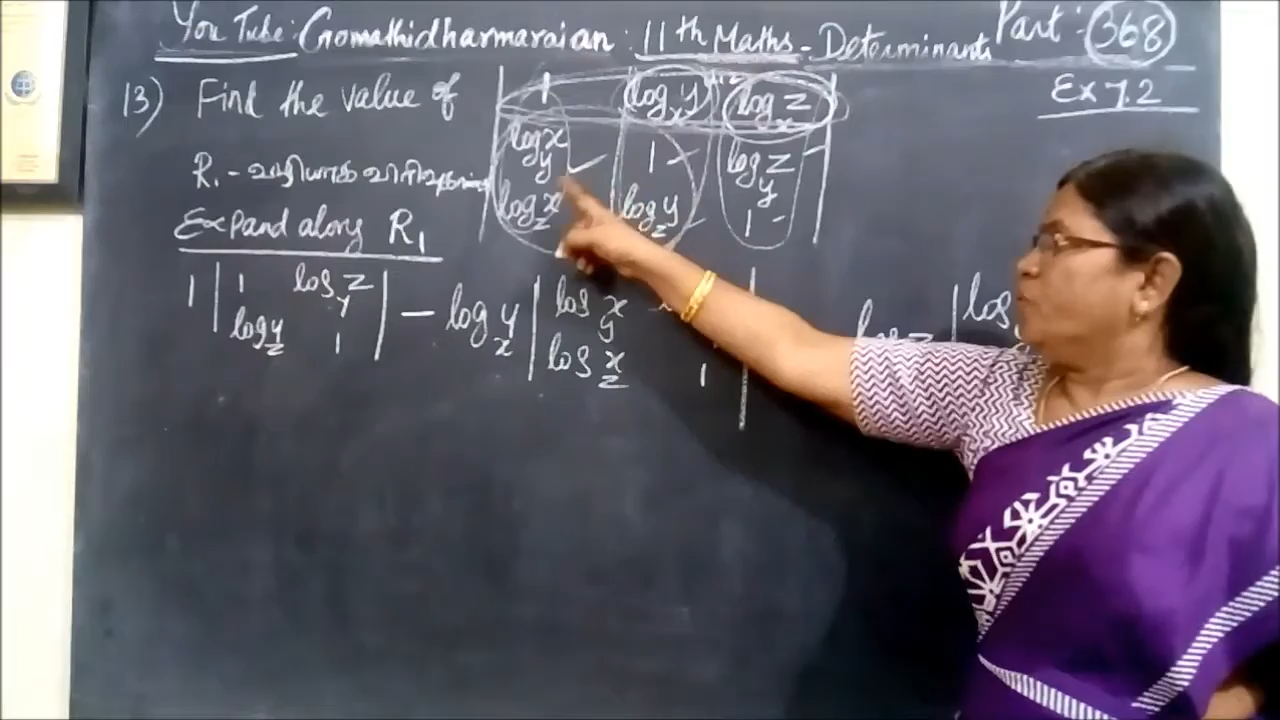 You Tube: Gomathidharmarajan: 11th Maths - Determinants Part: 368
Ex 7.2
13) Find the value of | 1 log_x y log_x z |
| log_y x 1 log_y z |
| log_z x log_z y 1 |
R₁ - வழியாக
Expand along R₁
1 | 1 log_y z | - log_x y | log_y x
| log_z y 1 | | log_z x 1 |